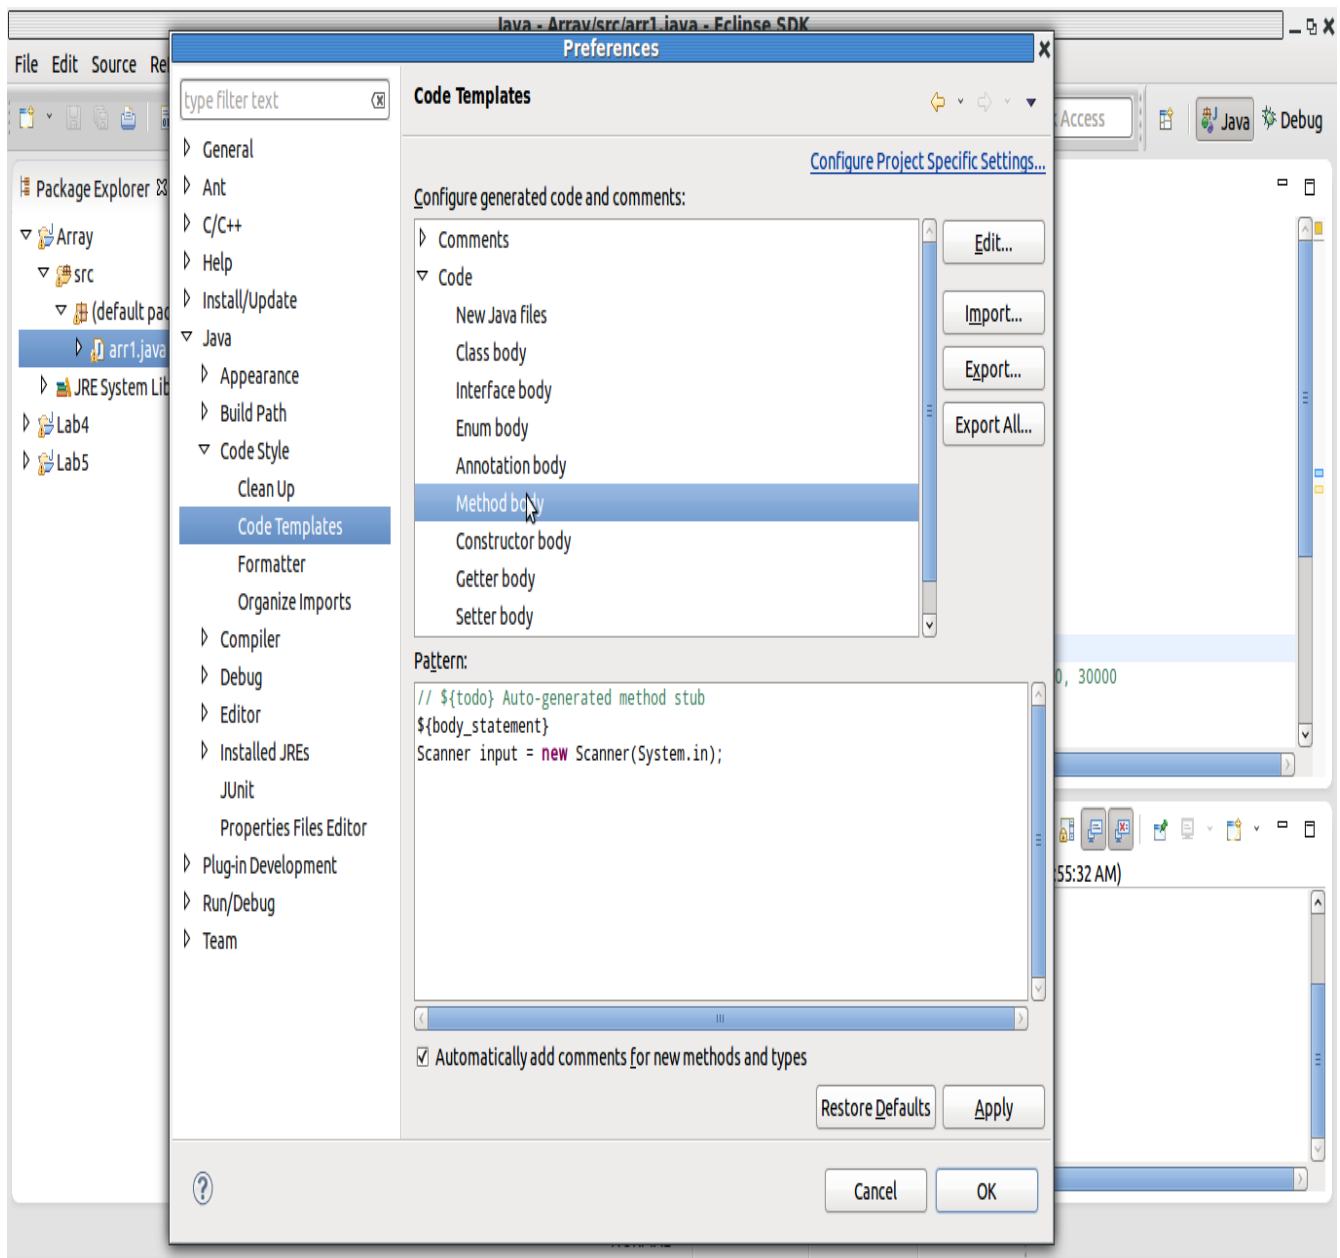 Java - Array/src/arr1.java - Eclipse SDK
Preferences
File Edit Source
type filter text
Code Templates
Access
Java
Debug
Configure Project Specific Settings...
Package Explorer
Array
src
(default pac
arr1.java
JRE System Lib
Lab4
Lab5
General
Ant
C/C++
Help
Install/Update
Java
Appearance
Build Path
Code Style
Clean Up
Code Templates
Formatter
Organize Imports
Compiler
Debug
Editor
Installed JREs
JUnit
Properties Files Editor
Plug-in Development
Run/Debug
Team
Configure generated code and comments:
Comments
Code
New Java files
Class body
Interface body
Enum body
Annotation body
Method body
Constructor body
Getter body
Setter body
Edit...
Import...
Export...
Export All...
Pattern:
// ${todo} Auto-generated method stub
${body_statement}
Scanner input = new Scanner(System.in);
0, 30000
:55:32 AM)
Automatically add comments for new methods and types
Restore Defaults
Apply
Cancel
OK